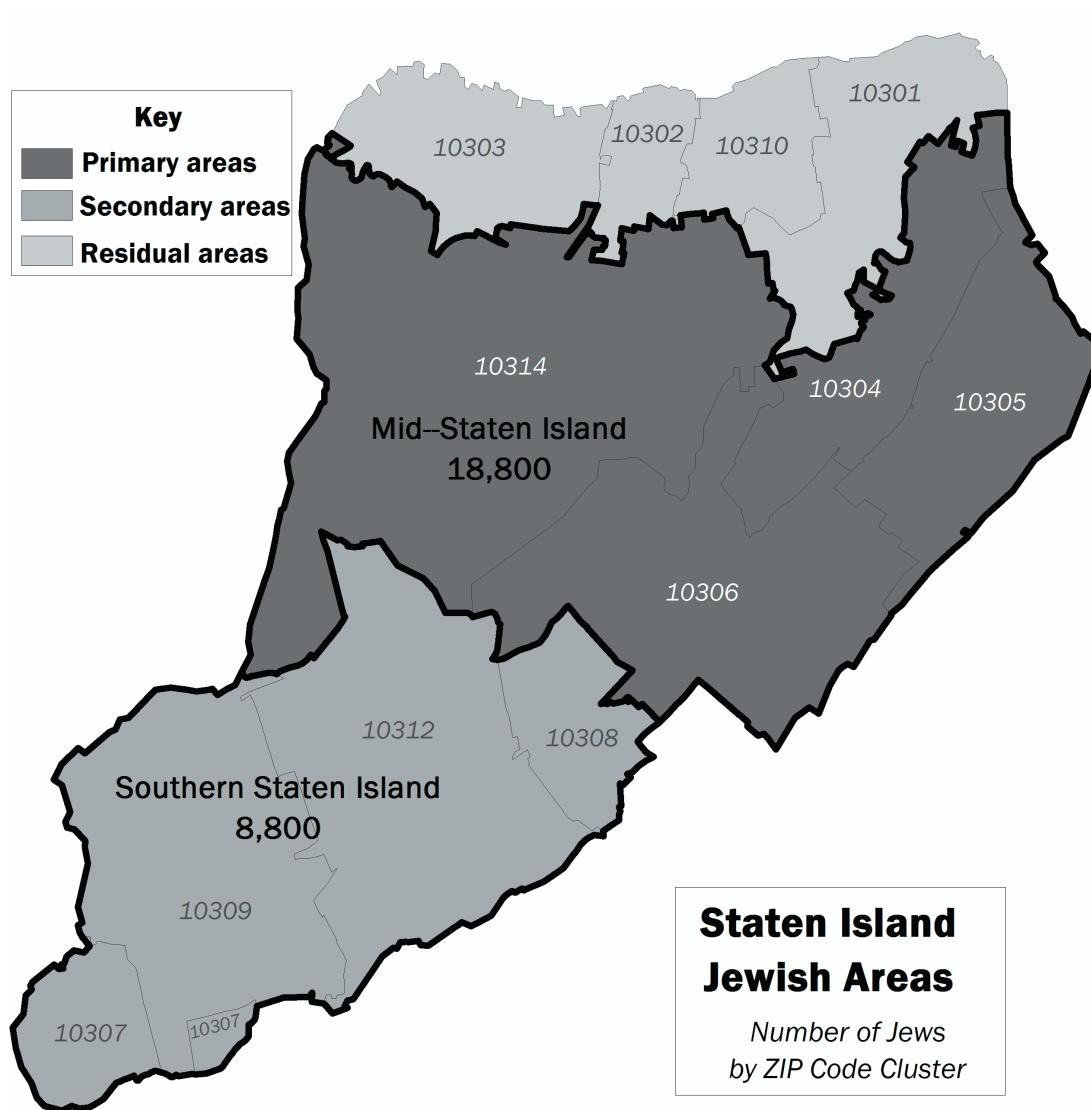 Key
Primary areas
Secondary areas
Residual areas
10301
10302
10303
10310
10314
10304
10305
Mid--Staten Island
18,800
10306
10312
10308
Southern Staten Island
8,800
10309
10307
10307
Staten Island
Jewish Areas
Number of Jews
by ZIP Code Cluster